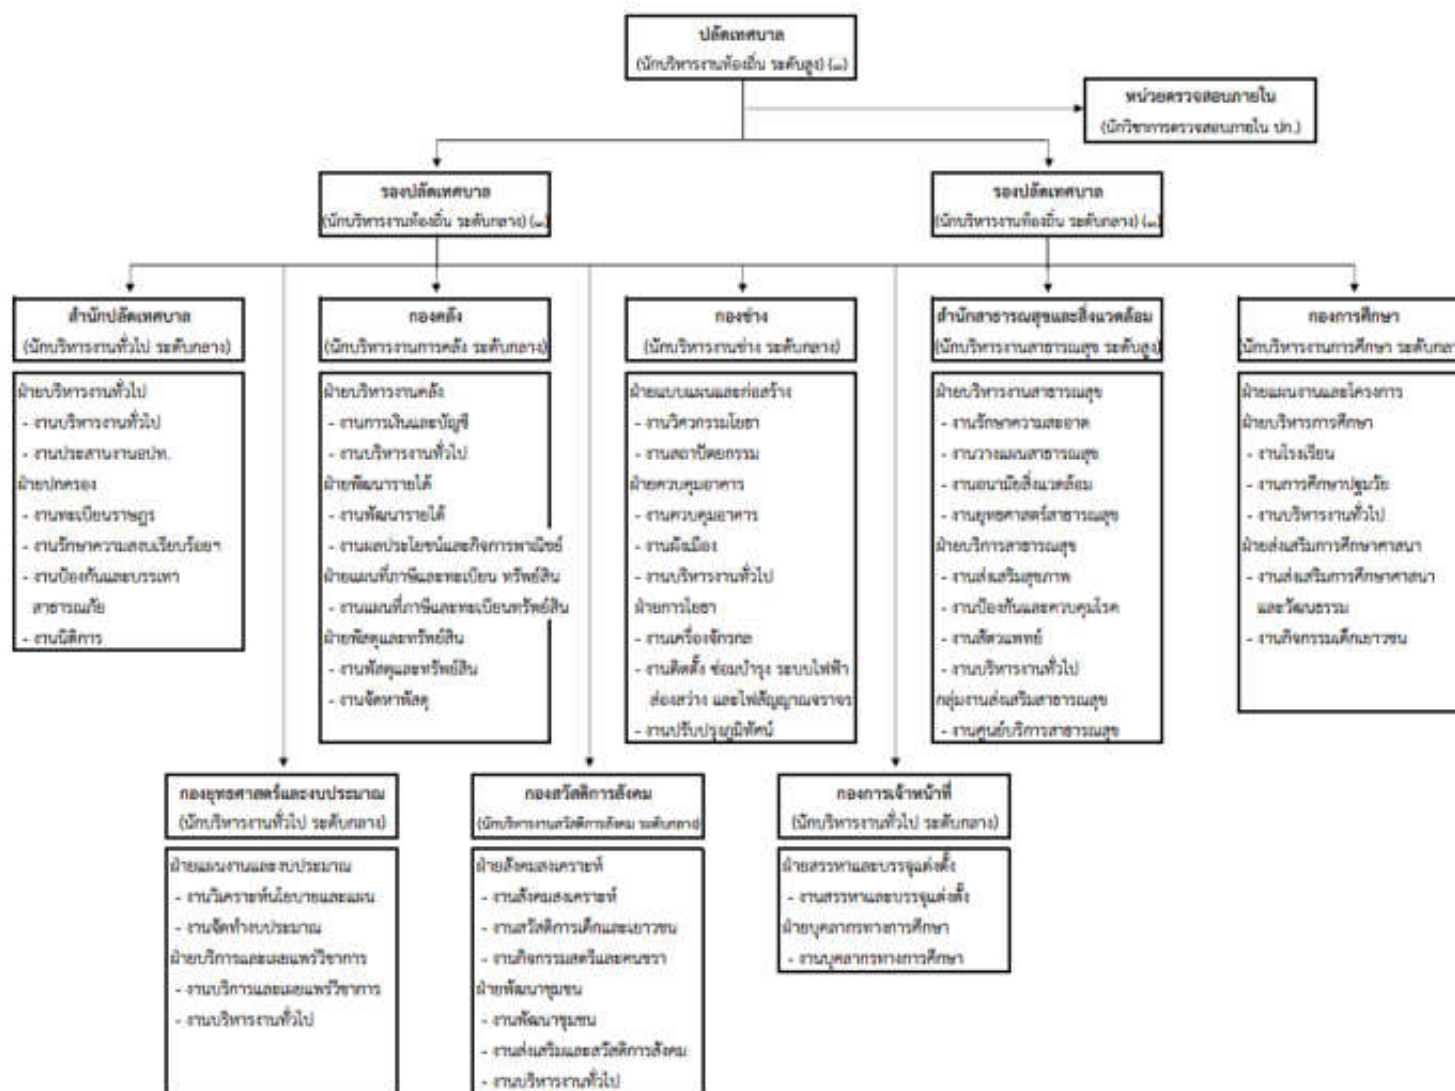 ปลัดเทศบาล
(นักบริหารงานท้องถิ่น ระดับสูง)
หน่วยตรวจสอบภายใน
(นักวิชาการตรวจสอบภายใน ปก.)
รองปลัดเทศบาล
(นักบริหารงานท้องถิ่น ระดับกลาง)
รองปลัดเทศบาล
(นักบริหารงานท้องถิ่น ระดับกลาง)
สำนักปลัดเทศบาล
(นักบริหารงานทั่วไป ระดับกลาง)
ฝ่ายบริหารงานทั่วไป
- งานบริหารงานทั่วไป
- งานประสานงานอปท.
ฝ่ายปกครอง
- งานทะเบียนราษฎร
- งานรักษาความสงบเรียบร้อยฯ
- งานป้องกันและบรรเทา
สาธารณภัย
- งานนิติการ
กองคลัง
(นักบริหารงานการคลัง ระดับกลาง)
ฝ่ายบริหารงานคลัง
- งานการเงินและบัญชี
- งานบริหารงานทั่วไป
ฝ่ายพัฒนารายได้
- งานพัฒนารายได้
- งานผลประโยชน์และกิจการพาณิชย์
ฝ่ายแผนที่ภาษีและทะเบียน ทรัพย์สิน
- งานแผนที่ภาษีและทะเบียนทรัพย์สิน
ฝ่ายพัสดุและทรัพย์สิน
- งานพัสดุและทรัพย์สิน
- งานจัดหาพัสดุ
กองช่าง
(นักบริหารงานช่าง ระดับกลาง)
ฝ่ายแบบแผนและก่อสร้าง
- งานวิศวกรรมโยธา
- งานสถาปัตยกรรม
ฝ่ายควบคุมอาคาร
- งานควบคุมอาคาร
- งานผังเมือง
- งานบริหารงานทั่วไป
ฝ่ายการโยธา
- งานเครื่องจักรกล
- งานติดตั้ง ซ่อมบำรุง ระบบไฟฟ้า
ส่องสว่าง และไฟสัญญาณจราจร
- งานปรับปรุงภูมิทัศน์
สำนักสาธารณสุขและสิ่งแวดล้อม
(นักบริหารงานสาธารณสุข ระดับสูง)
ฝ่ายบริหารงานสาธารณสุข
- งานรักษาความสะอาด
- งานวางแผนสาธารณสุข
- งานอนามัยสิ่งแวดล้อม
- งานยุทธศาสตร์สาธารณสุข
ฝ่ายบริการสาธารณสุข
- งานส่งเสริมสุขภาพ
- งานป้องกันและควบคุมโรค
- งานสัตวแพทย์
- งานบริหารงานทั่วไป
กลุ่มงานส่งเสริมสาธารณสุข
- งานศูนย์บริการสาธารณสุข
กองการศึกษา
(นักบริหารงานการศึกษา ระดับกลา
ฝ่ายแผนงานและโครงการ
ฝ่ายบริหารการศึกษา
- งานโรงเรียน
- งานการศึกษาปฐมวัย
- งานบริหารงานทั่วไป
ฝ่ายส่งเสริมการศึกษาศาสนา
- งานส่งเสริมการศึกษาศาสนา
และวัฒนธรรม
- งานกิจกรรมเด็กเยาวชน
กองยุทธศาสตร์และงบประมาณ
(นักบริหารงานทั่วไป ระดับกลาง)
ฝ่ายแผนงานและงบประมาณ
- งานวิเคราะห์นโยบายและแผน
- งานจัดทำงบประมาณ
ฝ่ายบริการและเผยแพร่วิชาการ
- งานบริการและเผยแพร่วิชาการ
- งานบริหารงานทั่วไป
กองสวัสดิการสังคม
(นักบริหารงานสวัสดิการสังคม ระดับกลาง)
ฝ่ายสังคมสงเคราะห์
- งานสังคมสงเคราะห์
- งานสวัสดิการเด็กและเยาวชน
- งานกิจกรรมสตรีและคนชรา
ฝ่ายพัฒนาชุมชน
- งานพัฒนาชุมชน
- งานส่งเสริมและสวัสดิการสังคม
- งานบริหารงานทั่วไป
กองการเจ้าหน้าที่
(นักบริหารงานทั่วไป ระดับกลาง)
ฝ่ายสรรหาและบรรจุแต่งตั้ง
- งานสรรหาและบรรจุแต่งตั้ง
ฝ่ายบุคลากรทางการศึกษา
- งานบุคลากรทางการศึกษา